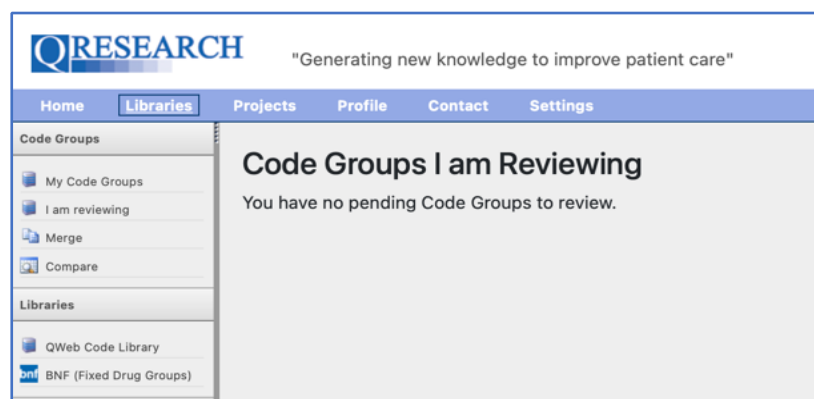 QRESEARCH
"Generating new knowledge to improve patient care"
Home Libraries Projects Profile Contact Settings
Code Groups
My Code Groups
I am reviewing
Merge
Compare
Libraries
QWeb Code Library
bnf BNF (Fixed Drug Groups)
Code Groups I am Reviewing
You have no pending Code Groups to review.